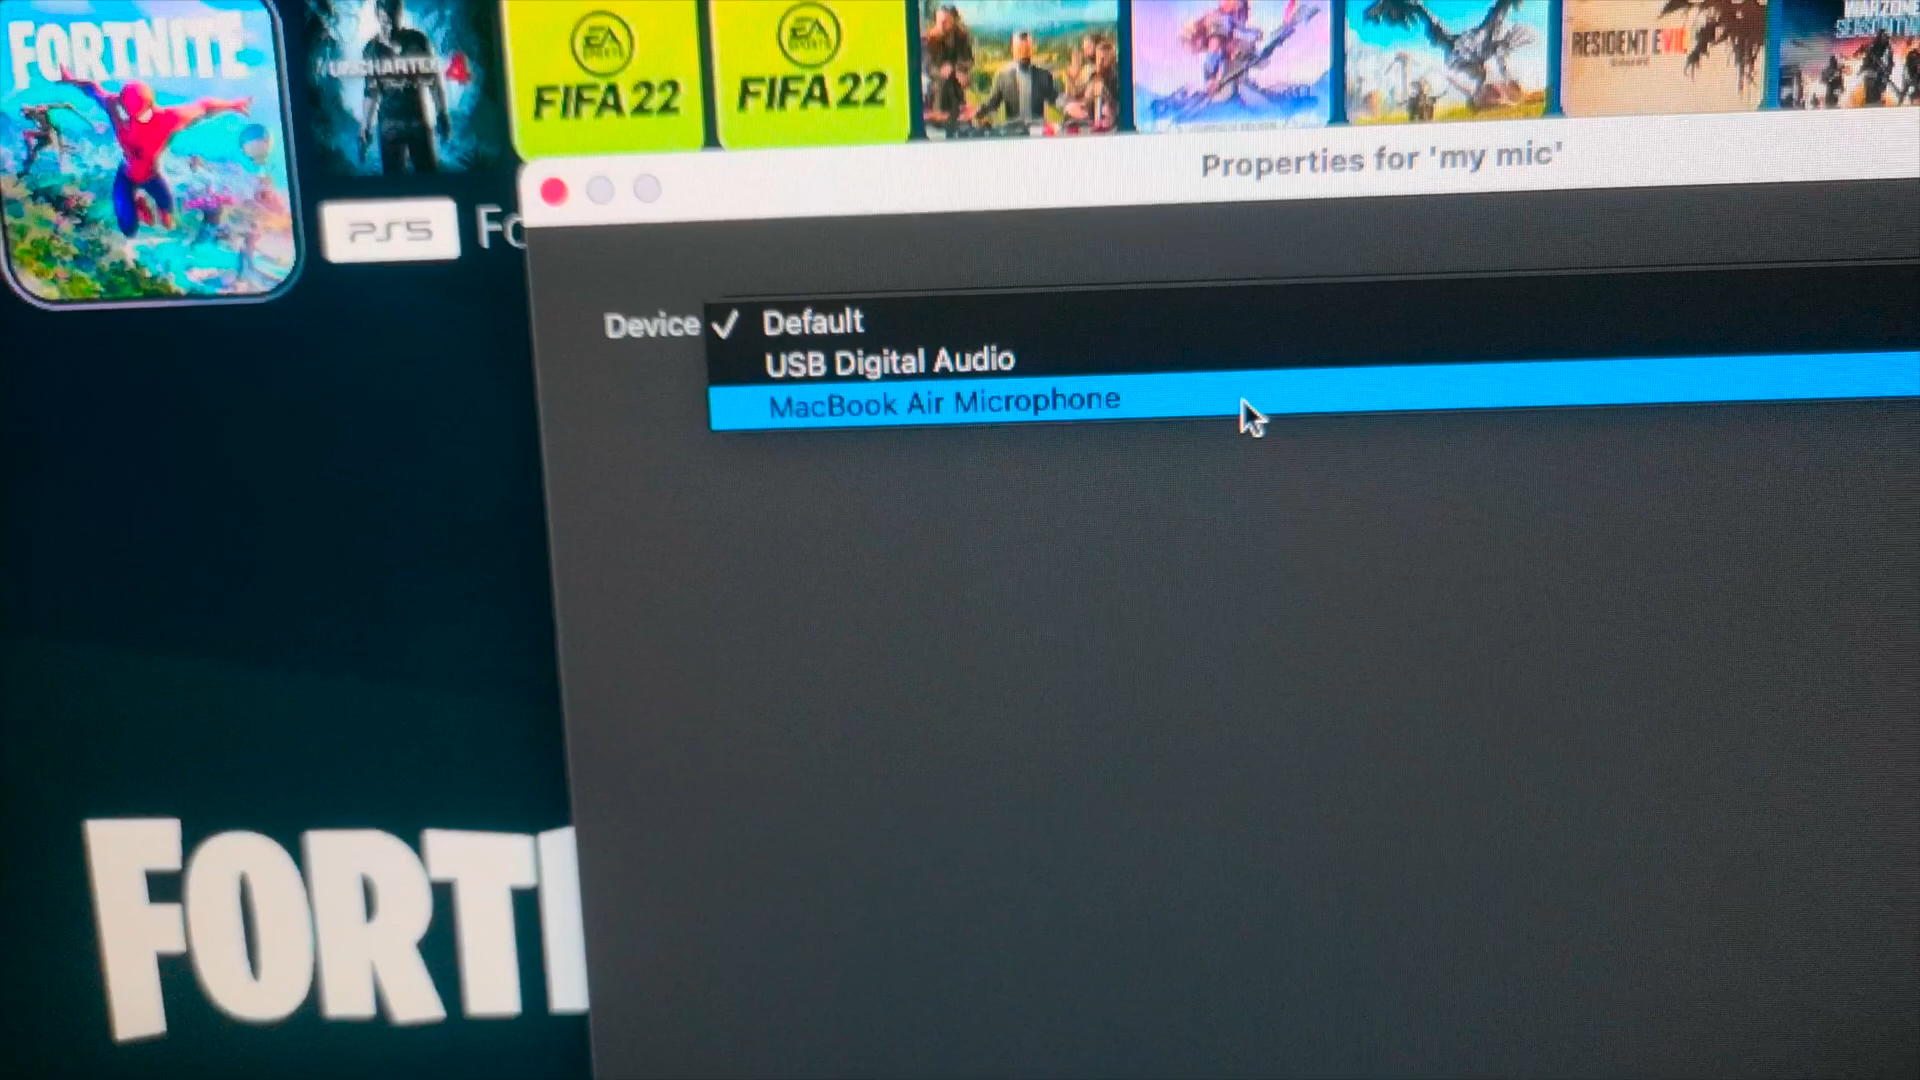 FORTNITE
UNCHARTED 4
EA
SPORTS
FIFA 22
EA
SPORTS
FIFA 22
RESIDENT EVIL
WARZONE
PS5 Fo
Properties for 'my mic'
Device ✓ Default
USB Digital Audio
MacBook Air Microphone
FORT